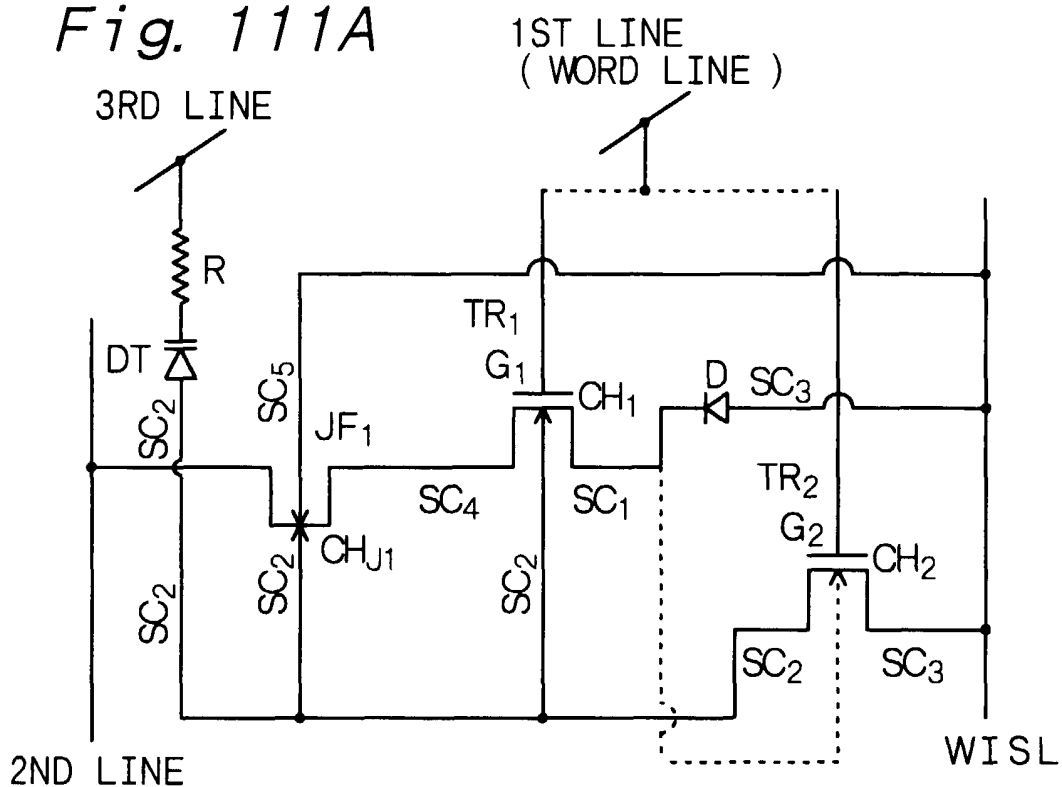 Fig. 111A
1ST LINE
( WORD LINE )
3RD LINE
R
TR1
DT
G1
D
SC3
SC5
CH1
SC2
JF1
TR2
SC4
SC1
G2
CHJ1
CH2
SC2
SC2
SC2
SC2
SC3
WISL
2ND LINE